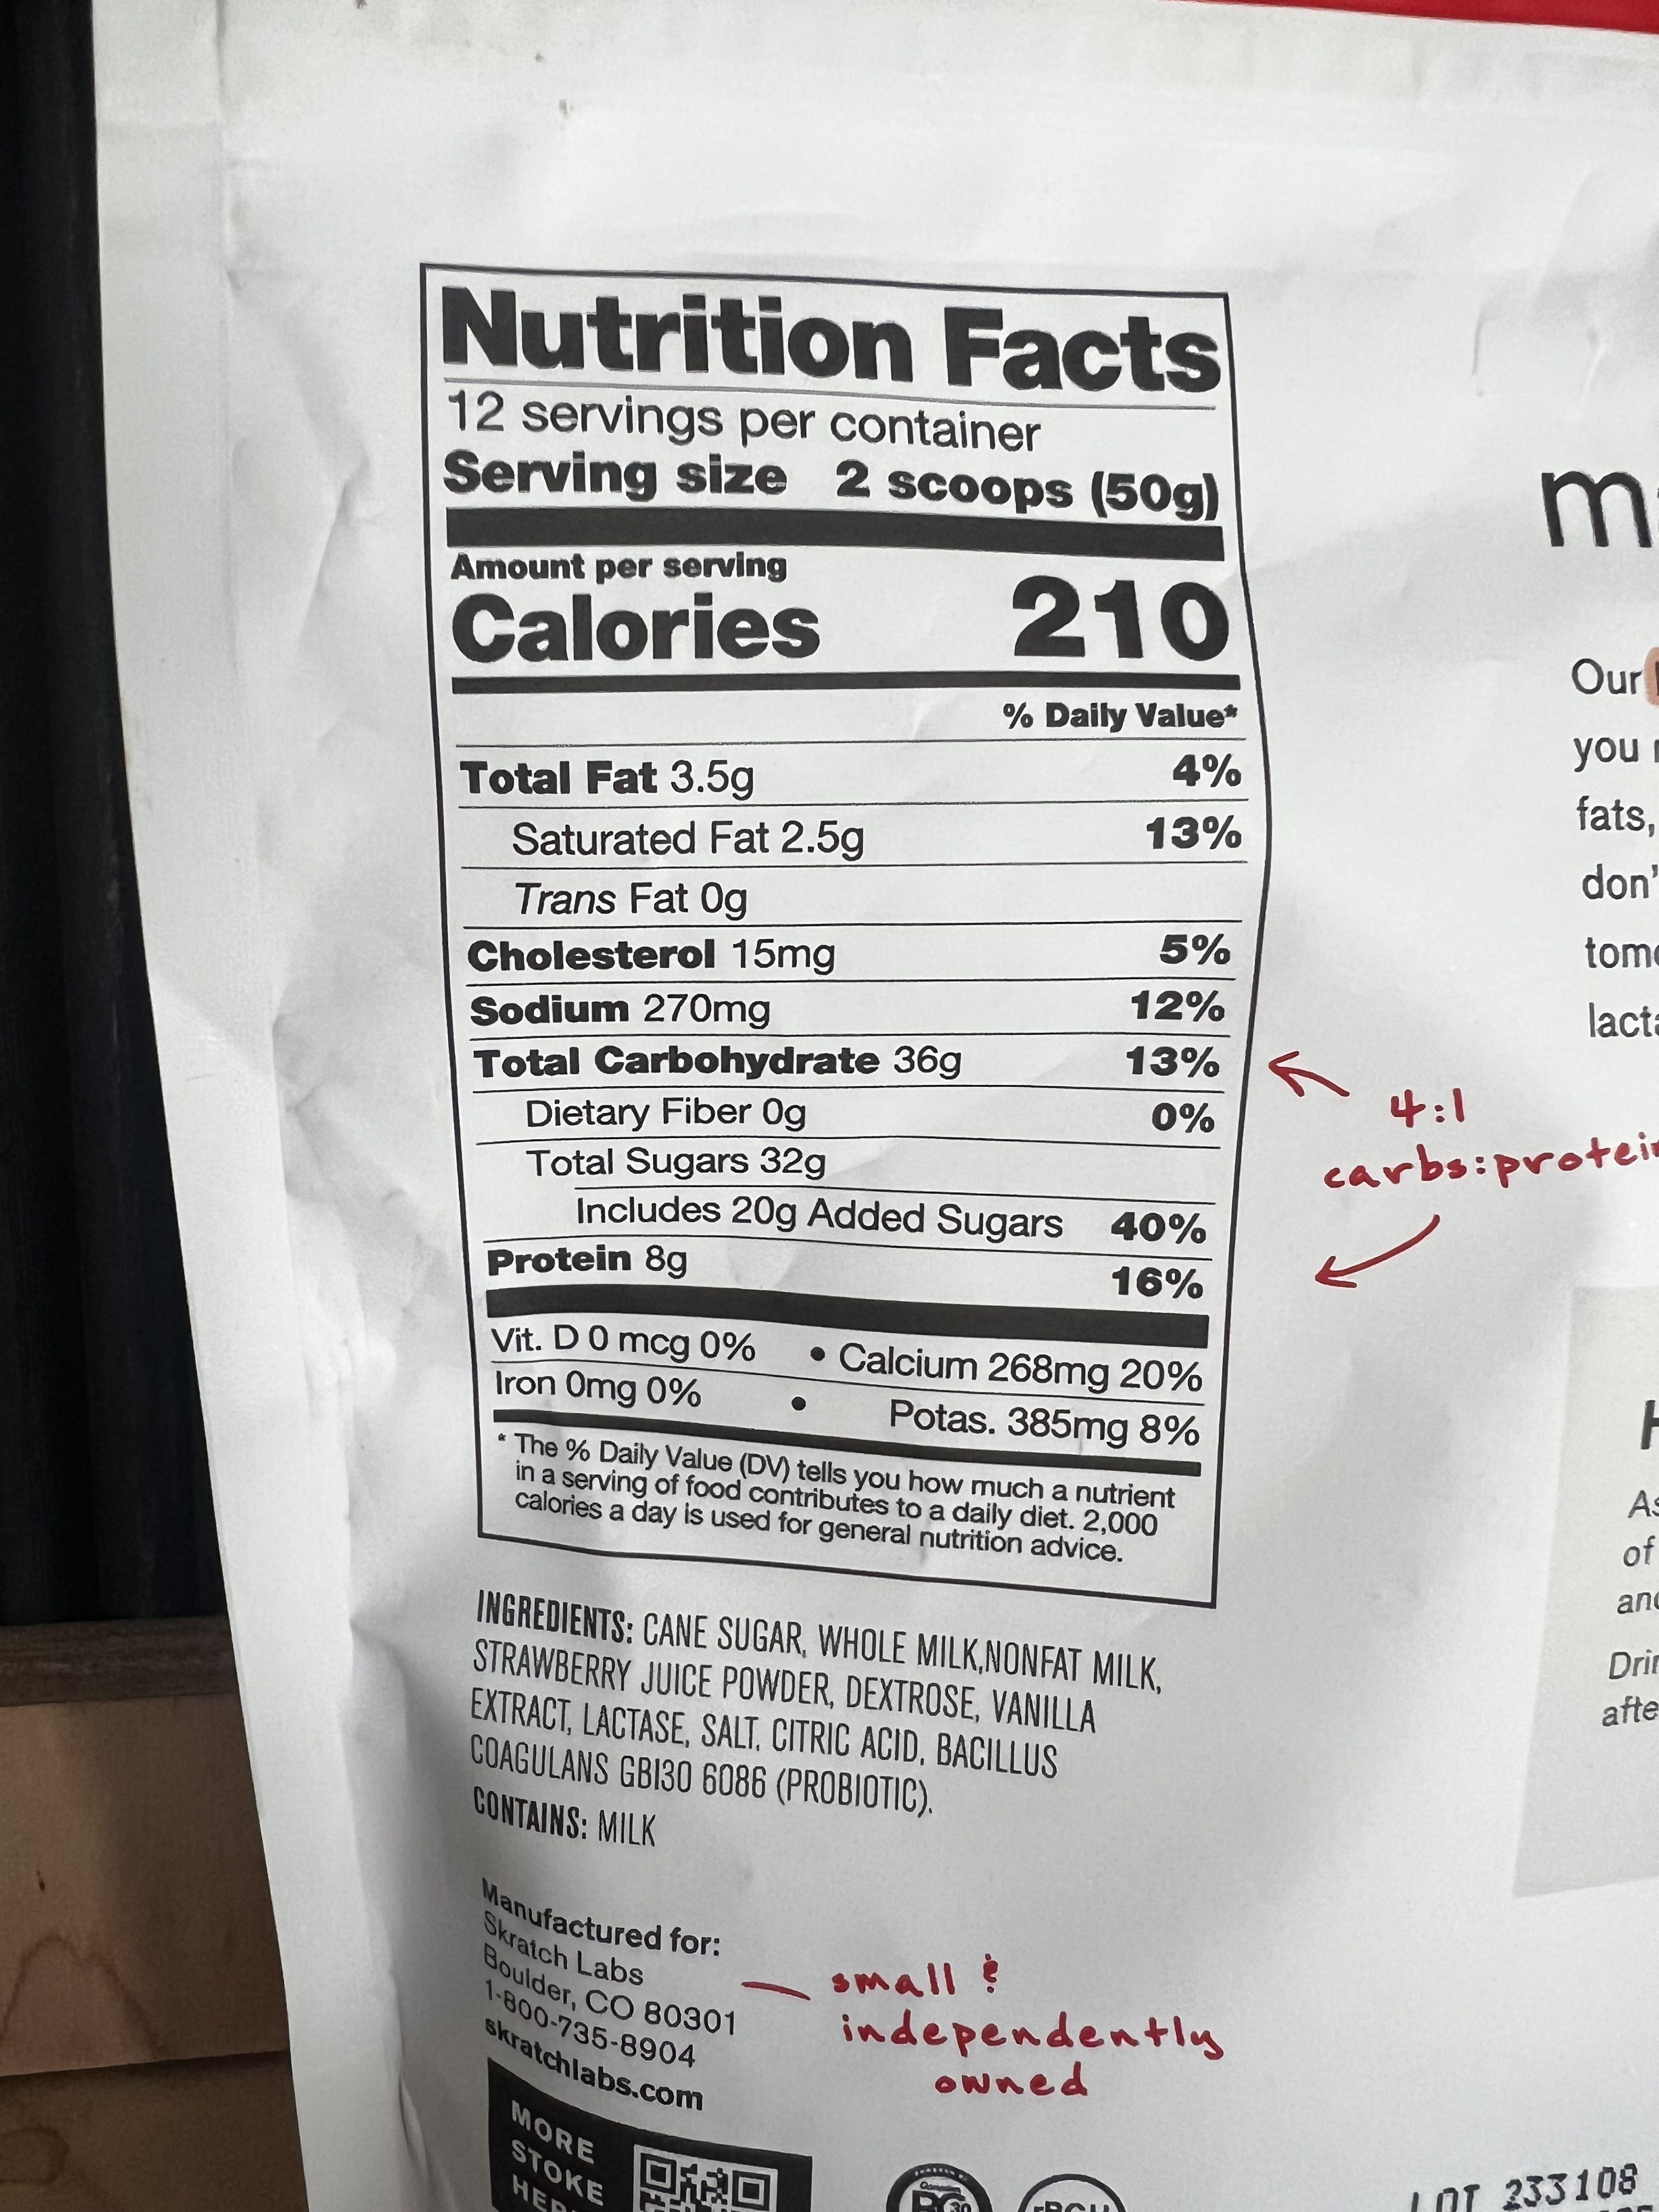 Nutrition Facts
12 servings per container
Serving size 2 scoops (50g)
Amount per serving
Calories 210
% Daily Value*
Total Fat 3.5g 4%
Saturated Fat 2.5g 13%
Trans Fat 0g
Cholesterol 15mg 5%
Sodium 270mg 12%
Total Carbohydrate 36g 13%
Dietary Fiber 0g 0%
Total Sugars 32g
Includes 20g Added Sugars 40%
Protein 8g 16%
Vit. D 0 mcg 0% • Calcium 268mg 20%
Iron 0mg 0% • Potas. 385mg 8%
* The % Daily Value (DV) tells you how much a nutrient
in a serving of food contributes to a daily diet. 2,000
calories a day is used for general nutrition advice.
4:1
carbs:protein
INGREDIENTS: CANE SUGAR, WHOLE MILK,NONFAT MILK,
STRAWBERRY JUICE POWDER, DEXTROSE, VANILLA
EXTRACT, LACTASE, SALT, CITRIC ACID, BACILLUS
COAGULANS GBI30 6086 (PROBIOTIC).
CONTAINS: MILK
Manufactured for:
Skratch Labs
Boulder, CO 80301
1-800-735-8904
skratchlabs.com
small &
independently
owned
MORE
STOKE
Our
you
fats,
don'
of
LOT 233108